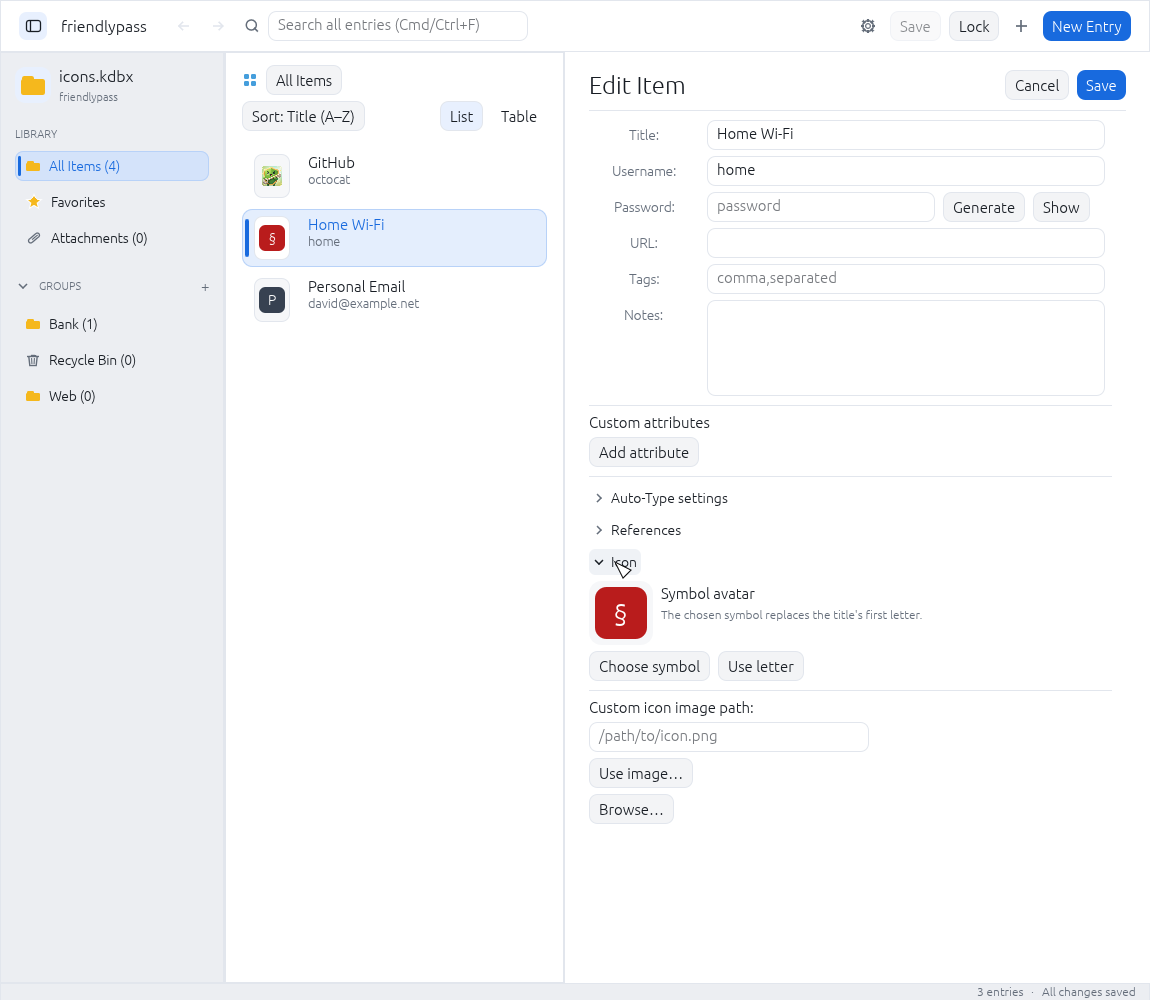 friendlypass
Search all entries (Cmd/Ctrl+F)
Save
Lock
New Entry
icons.kdbx
friendlypass
LIBRARY
All Items (4)
Favorites
Attachments (0)
GROUPS
Bank (1)
Recycle Bin (0)
Web (0)
All Items
Sort: Title (A–Z)
List
Table
GitHub
octocat
§
Home Wi-Fi
home
P
Personal Email
david@example.net
Edit Item
Cancel
Save
Title:
Home Wi-Fi
Username:
home
Password:
password
Generate
Show
URL:
Tags:
comma,separated
Notes:
Custom attributes
Add attribute
Auto-Type settings
References
Icon
§
Symbol avatar
The chosen symbol replaces the title's first letter.
Choose symbol
Use letter
Custom icon image path:
/path/to/icon.png
Use image…
Browse…
3 entries · All changes saved